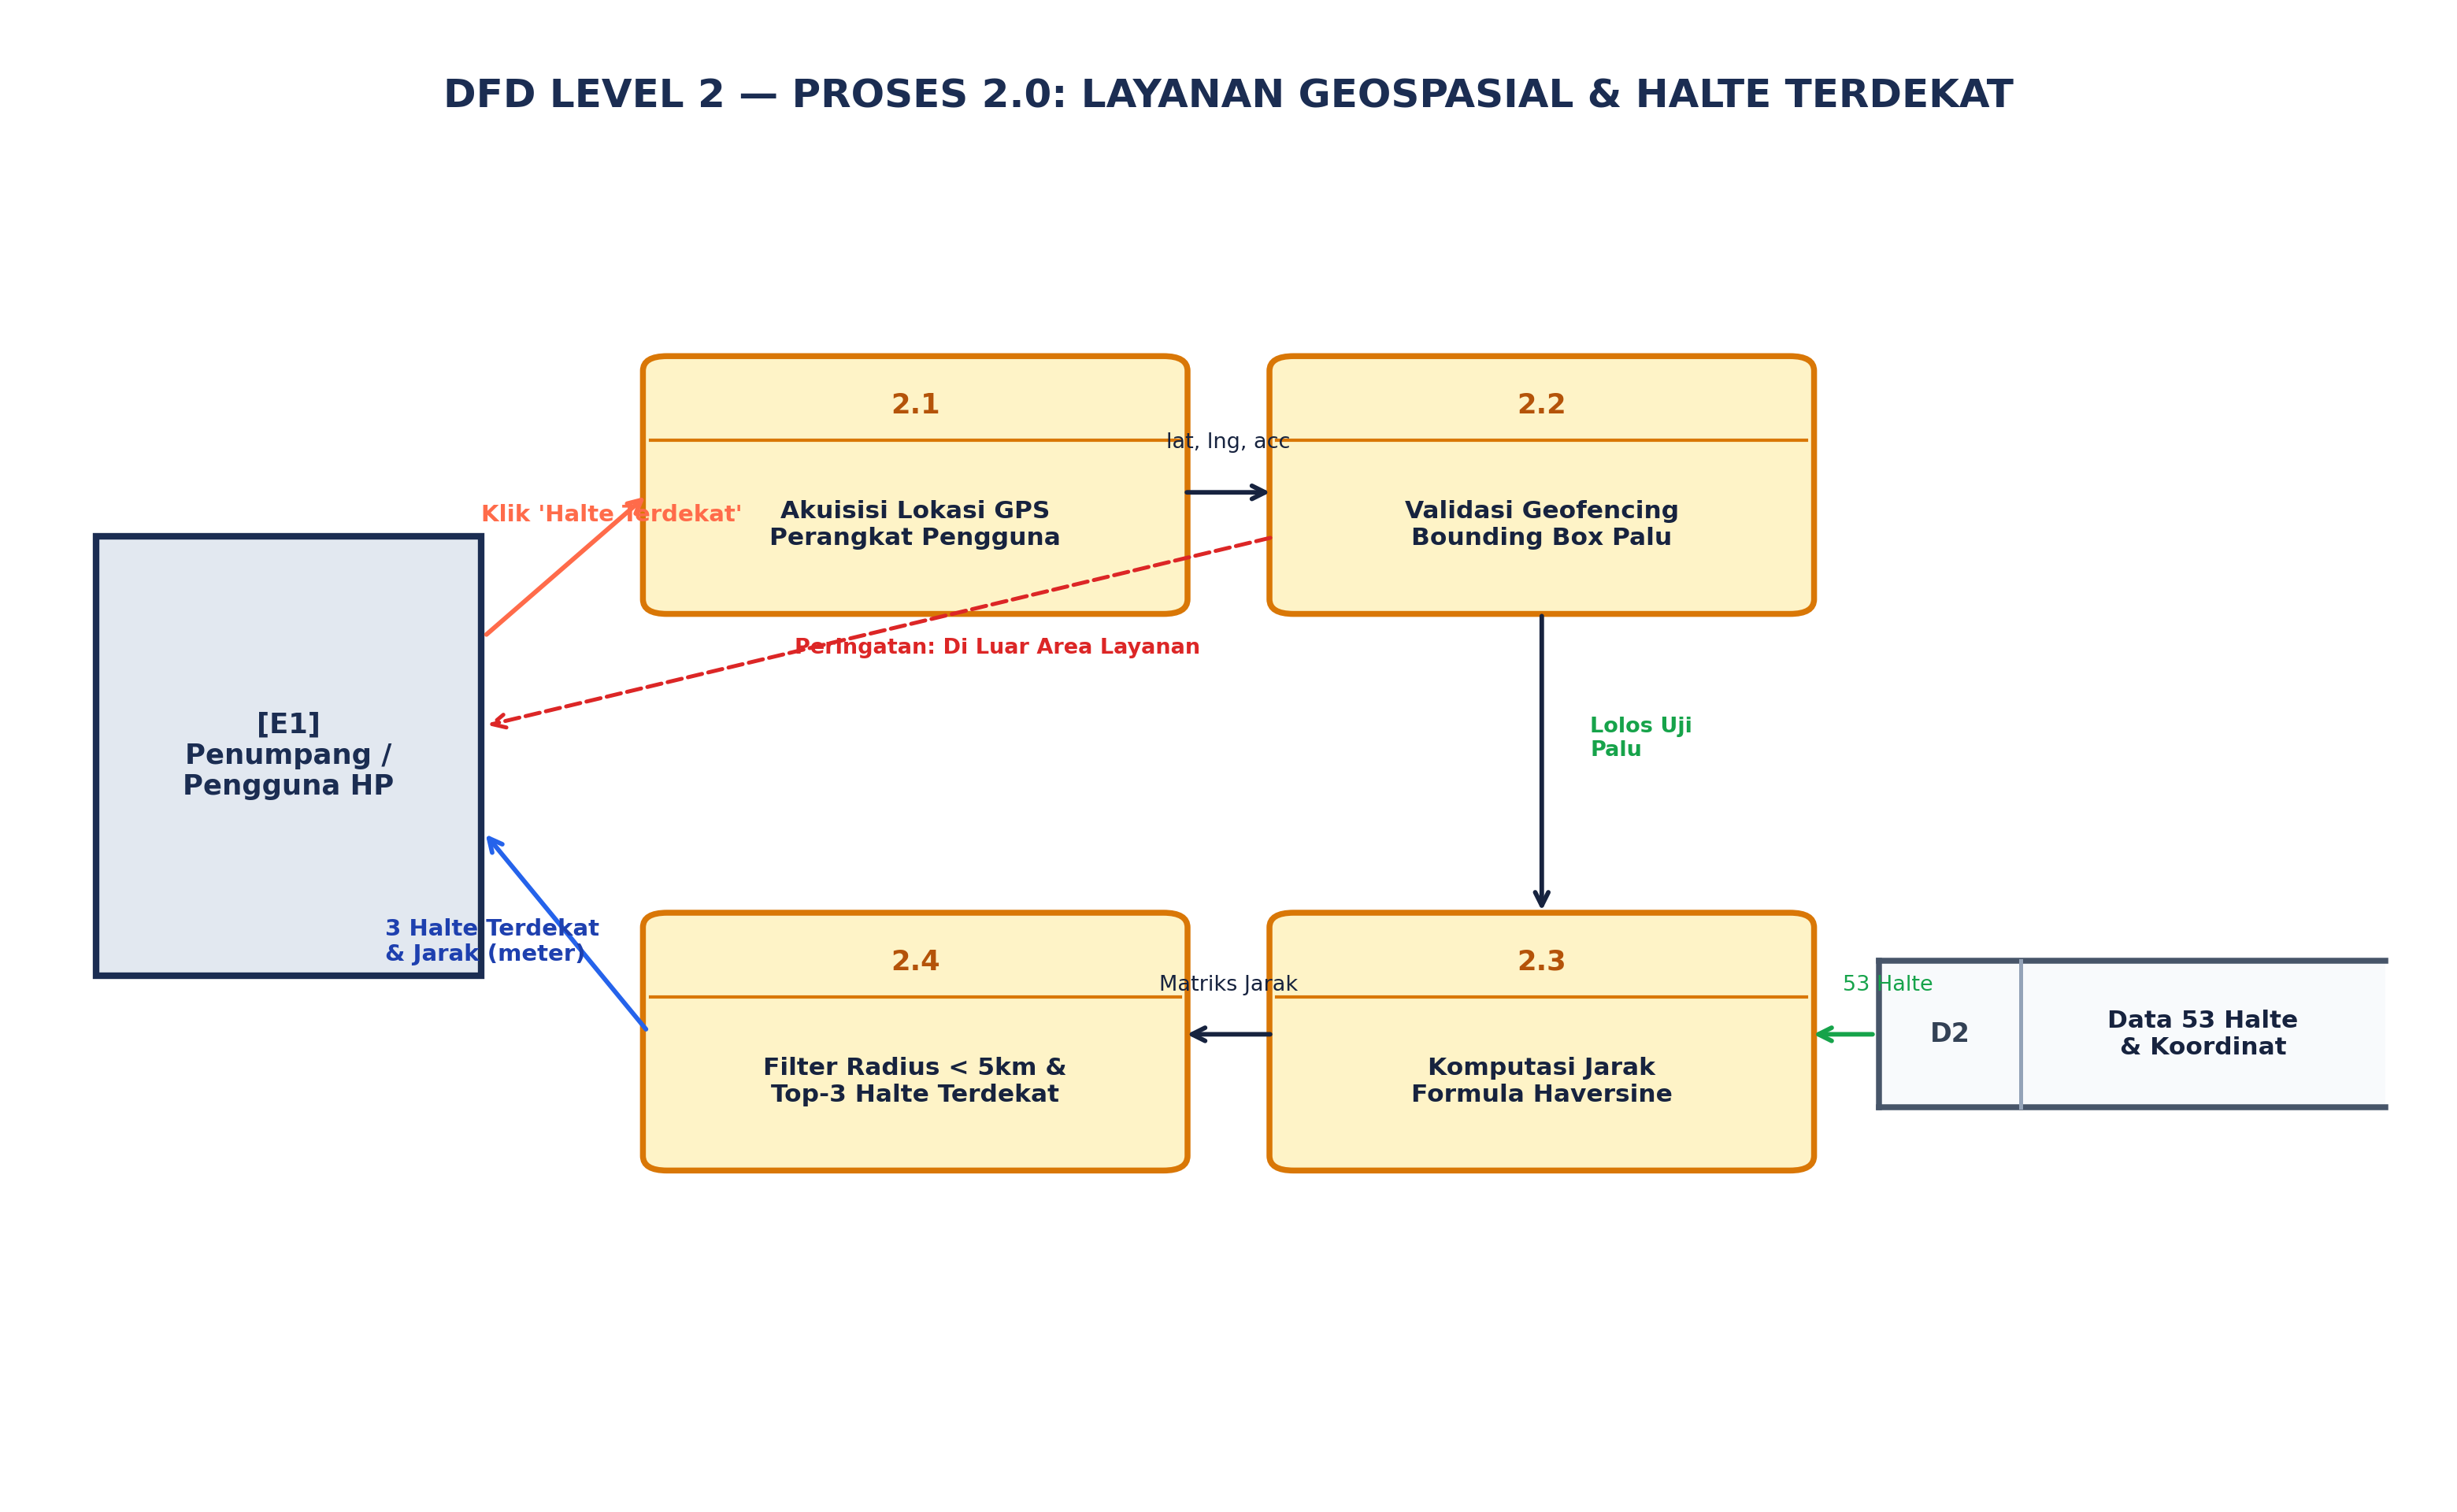 DFD LEVEL 2 — PROSES 2.0: LAYANAN GEOSPASIAL & HALTE TERDEKAT
2.1
Akuisisi Lokasi GPS
Perangkat Pengguna
lat, lng, acc
2.2
Validasi Geofencing
Bounding Box Palu
Klik 'Halte Terdekat'
Peringatan: Di Luar Area Layanan
[E1]
Penumpang /
Pengguna HP
Lolos Uji
Palu
3 Halte Terdekat
& Jarak (meter)
2.4
Filter Radius < 5km &
Top-3 Halte Terdekat
Matriks Jarak
2.3
Komputasi Jarak
Formula Haversine
53 Halte
D2
Data 53 Halte
& Koordinat